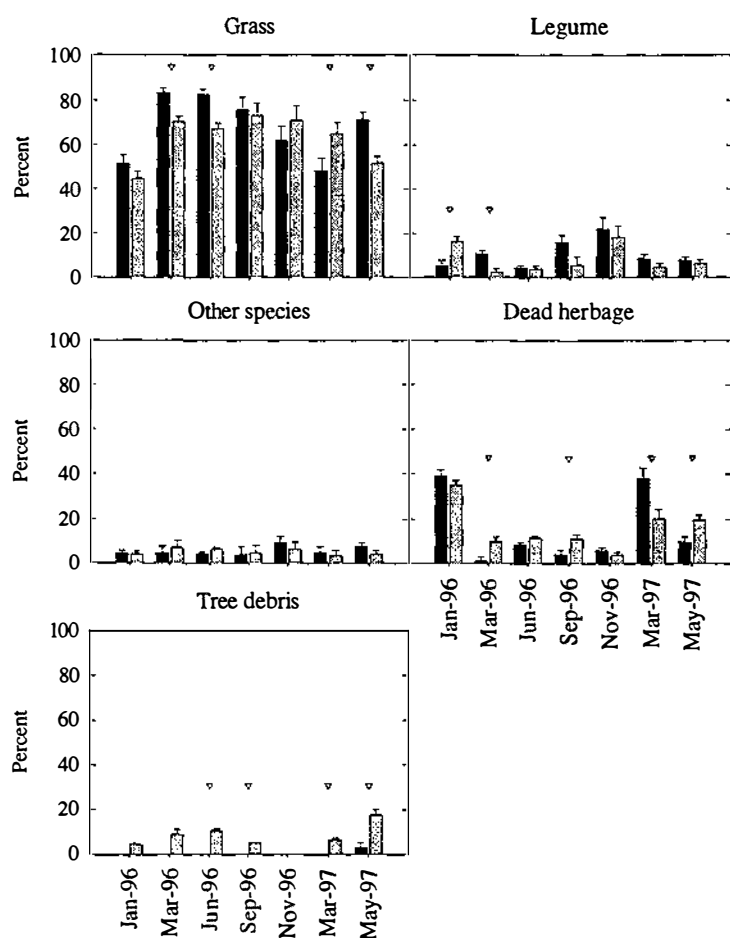 Grass
Legume
100
80
60
40
20
0
Percent
Other species
Dead herbage
100
80
60
40
20
0
Percent
Jan-96
Mar-96
Jun-96
Sep-96
Nov-96
Mar-97
May-97
Tree debris
100
80
60
40
20
0
Percent
Jan-96
Mar-96
Jun-96
Sep-96
Nov-96
Mar-97
May-97